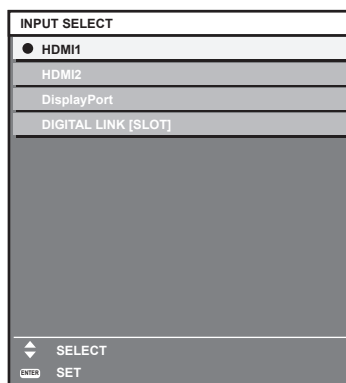 INPUT SELECT
HDMI1
HDMI2
DisplayPort
DIGITAL LINK [SLOT]
SELECT
ENTER SET